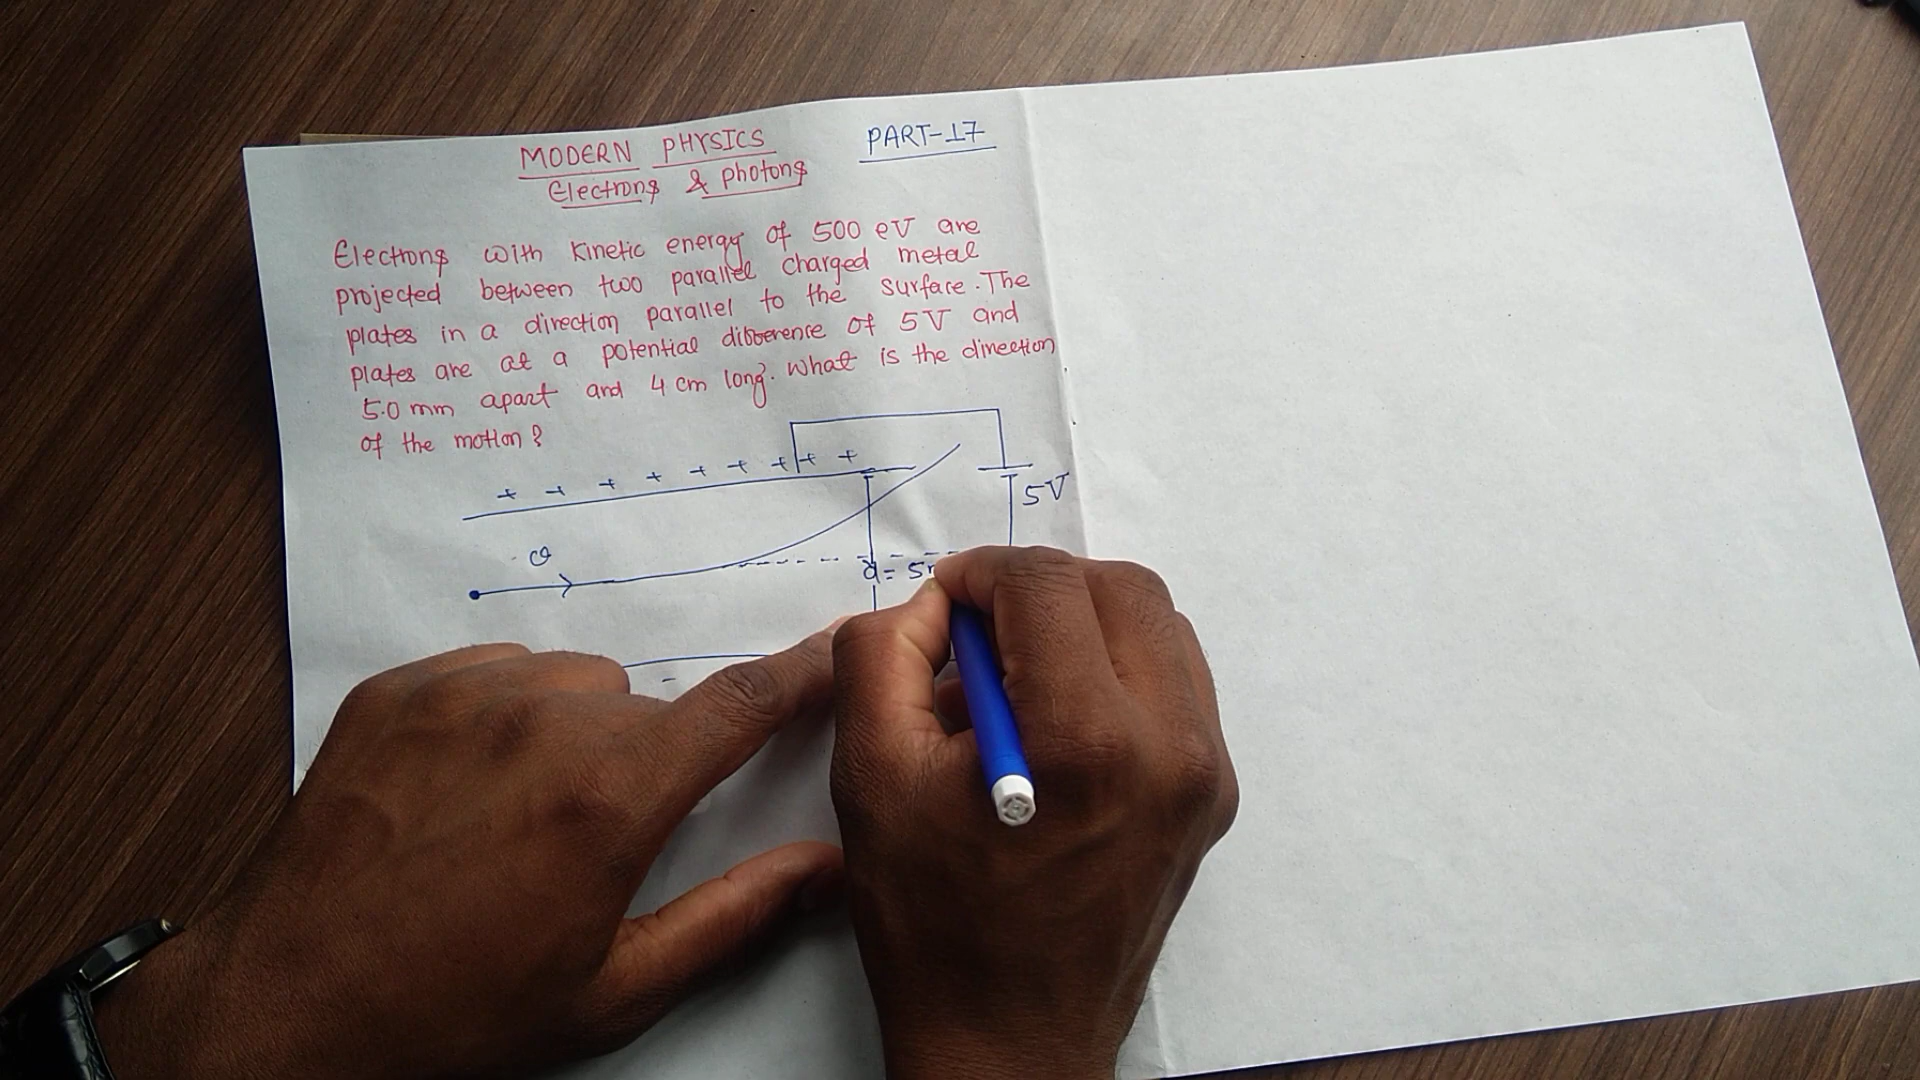 MODERN PHYSICS PART-17
Electrons & photons
Electrons with Kinetic energy of 500 eV are
projected between two parallel charged metal
plates in a direction parallel to the surface. The
plates are at a potential difference of 5V and
5.0 mm apart and 4 cm long. What is the direction
of the motion?
+ + + + + + + + +
5V
d = 5
-